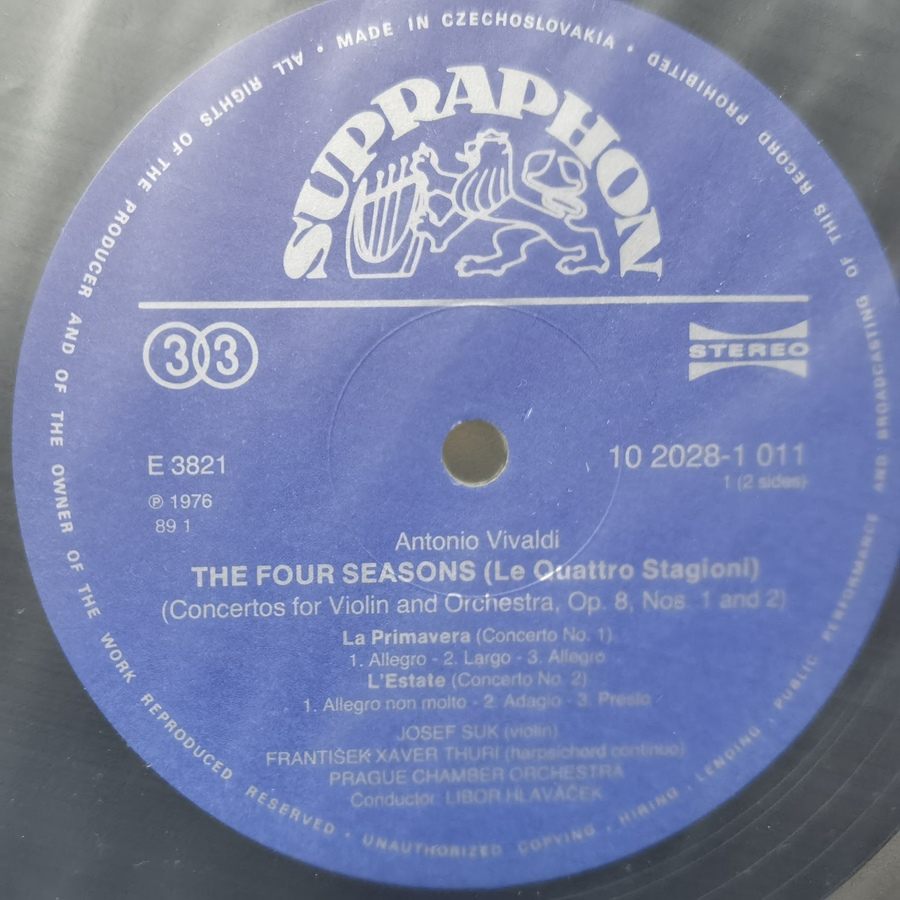 MADE IN CZECHOSLOVAKIA • ALL RIGHTS OF THE PRODUCER AND OF THE OWNER OF THE WORK REPRODUCED RESERVED • UNAUTHORIZED COPYING , HIRING , LENDING , PUBLIC PERFORMANCE AND BROADCASTING OF THIS RECORD PROHIBITED •
SUPRAPHON
33
STEREO
E 3821
10 2028-1 011
℗ 1976
1 (2 sides)
89 1
Antonio Vivaldi
THE FOUR SEASONS (Le Quattro Stagioni)
(Concertos for Violin and Orchestra, Op. 8, Nos. 1 and 2)
La Primavera (Concerto No. 1)
1. Allegro - 2. Largo - 3. Allegro
L'Estate (Concerto No. 2)
1. Allegro non molto - 2. Adagio - 3. Presto
JOSEF SUK (violin)
FRANTIŠEK XAVER THURI (harpsichord continuo)
PRAGUE CHAMBER ORCHESTRA
Conductor: LIBOR HLAVÁČEK